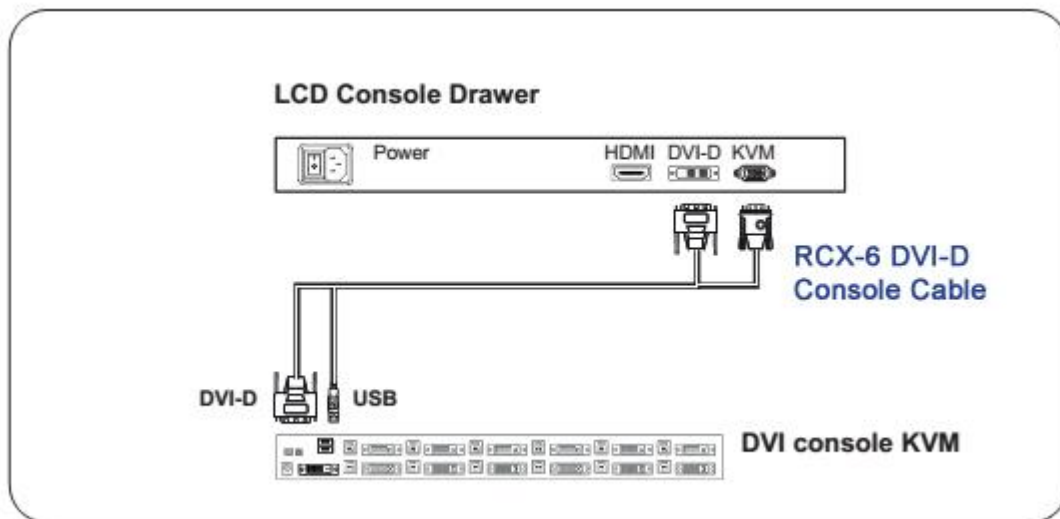 LCD Console Drawer
Power
HDMI DVI-D KVM
RCX-6 DVI-D
Console Cable
DVI-D
USB
DVI console KVM